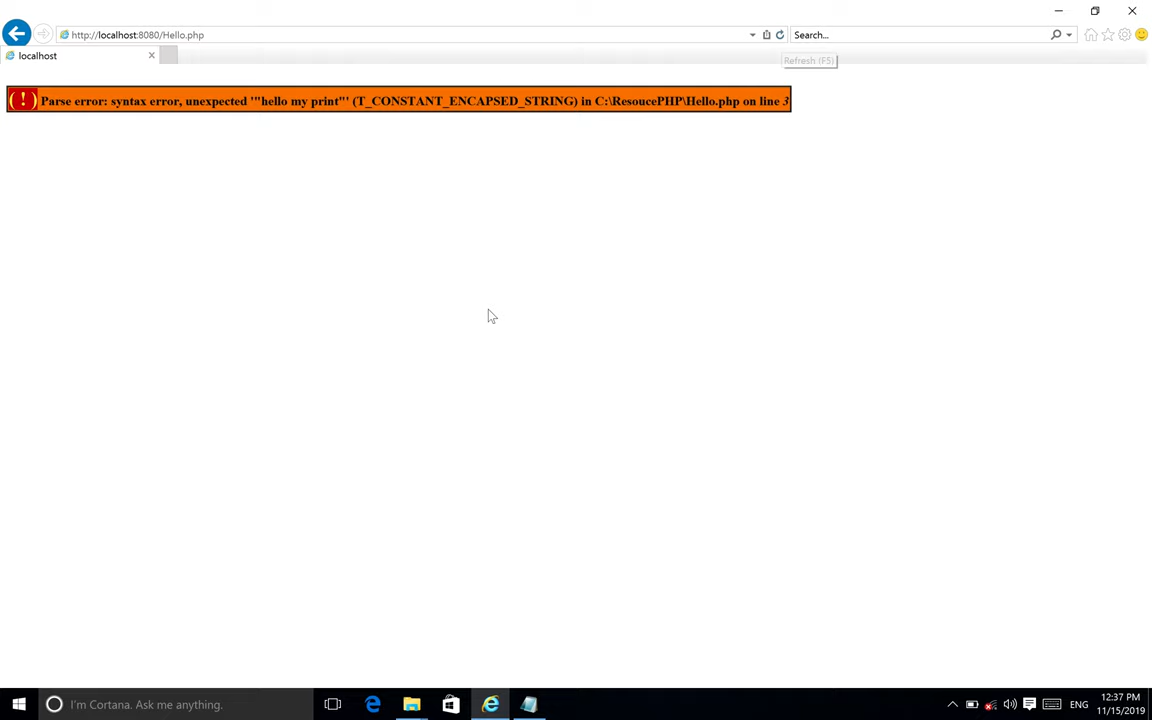 http://localhost:8080/Hello.php
Search...
localhost
Refresh (F5)
( ! ) Parse error: syntax error, unexpected '"hello my print"' (T_CONSTANT_ENCAPSED_STRING) in C:\ResoucePHP\Hello.php on line 3
I'm Cortana. Ask me anything.
ENG
12:37 PM
11/15/2019